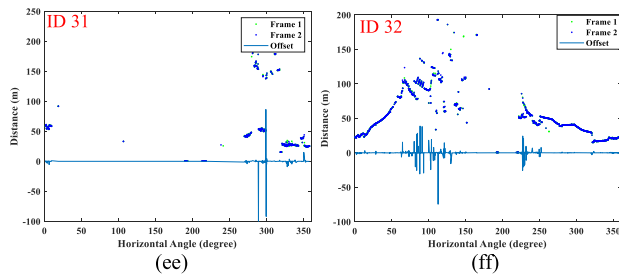 ID 31
250
200
150
100
50
0
-50
-100
Distance (m)
0 50 100 150 200 250 300 350
Horizontal Angle (degree)
Frame 1
Frame 2
Offset
(ee)
ID 32
200
150
100
50
0
-50
-100
Distance (m)
0 50 100 150 200 250 300 350
Horizontal Angle (degree)
Frame 1
Frame 2
Offset
(ff)